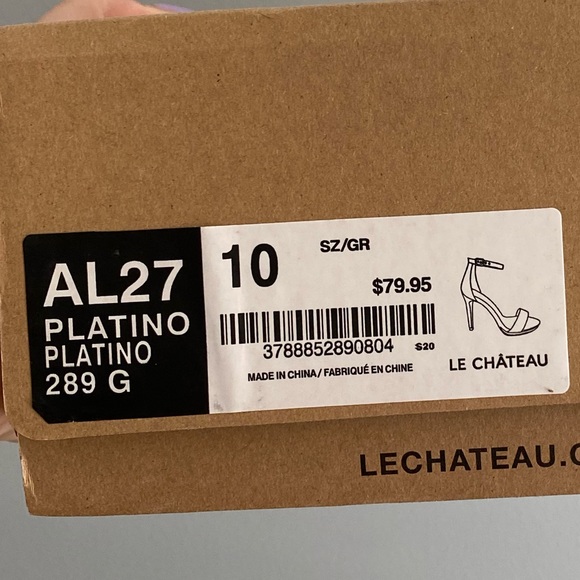 AL27
PLATINO
PLATINO
289 G
10
SZ/GR
$79.95
3788852890804
S20
MADE IN CHINA / FABRIQUÉ EN CHINE
LE CHÂTEAU
LECHATEAU.